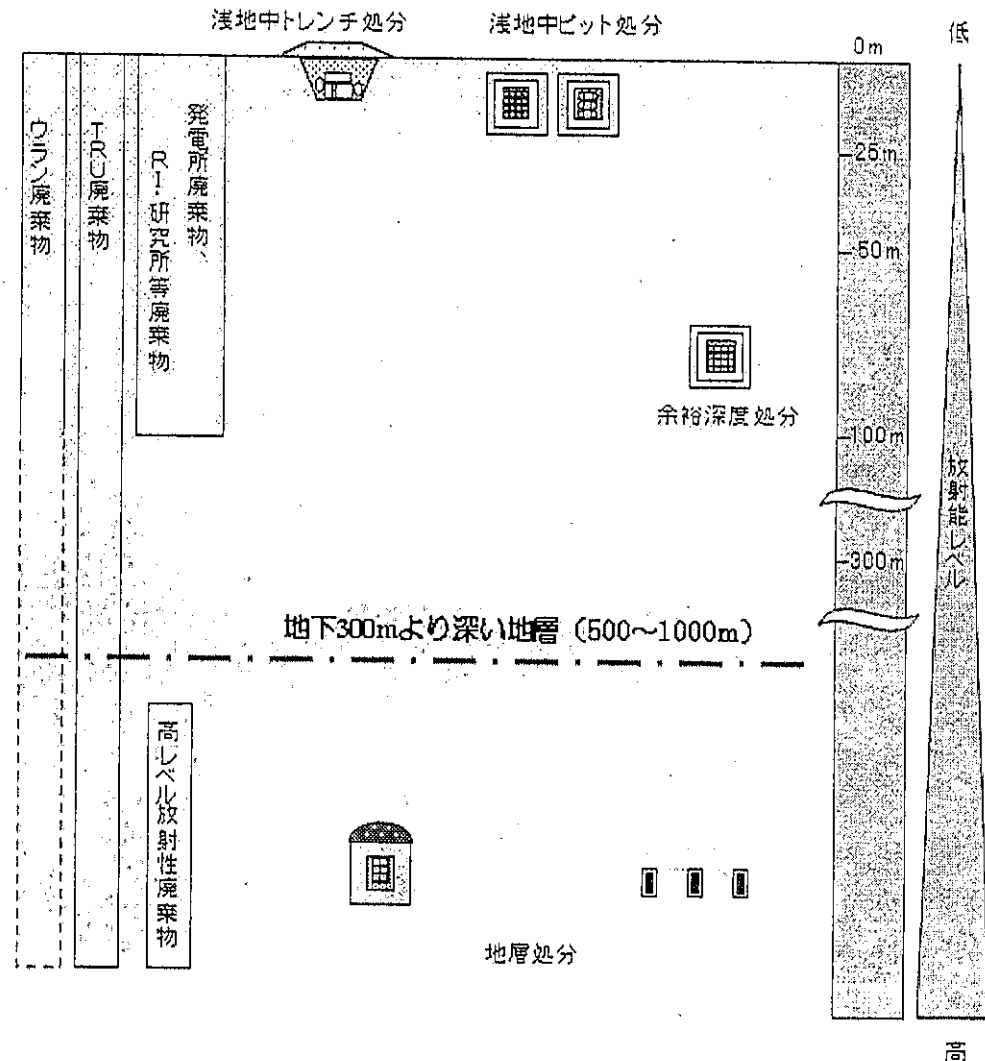 浅地中トレンチ処分
浅地中ピット処分
0m
低
ウラン廃棄物
TRU廃棄物
発電所廃棄物、
RI・研究所等廃棄物
25m
50m
余裕深度処分
100m
放射能レベル
300m
地下300mより深い地層（500〜1000m）
高レベル放射性廃棄物
地層処分
高